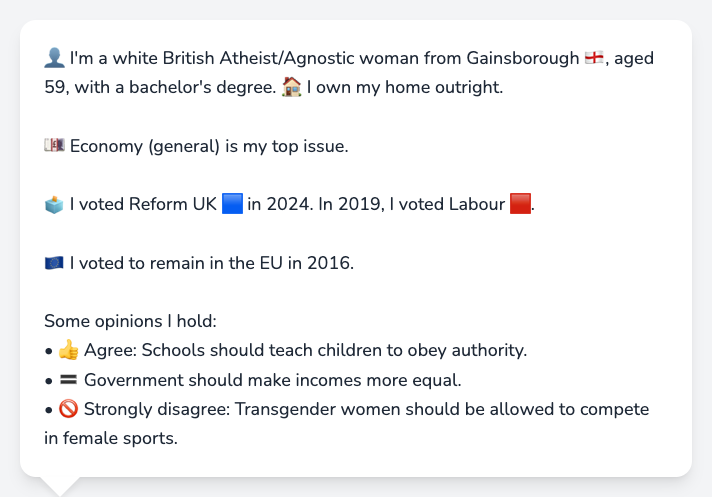 👤 I'm a white British Atheist/Agnostic woman from Gainsborough 🏴󠁧󠁢󠁥󠁮󠁧󠁿, aged
59, with a bachelor's degree. 🏠 I own my home outright.
💷 Economy (general) is my top issue.
🗳️ I voted Reform UK 🟦 in 2024. In 2019, I voted Labour 🟥.
🇪🇺 I voted to remain in the EU in 2016.
Some opinions I hold:
• 👍 Agree: Schools should teach children to obey authority.
• 🟰 Government should make incomes more equal.
• 🚫 Strongly disagree: Transgender women should be allowed to compete
in female sports.